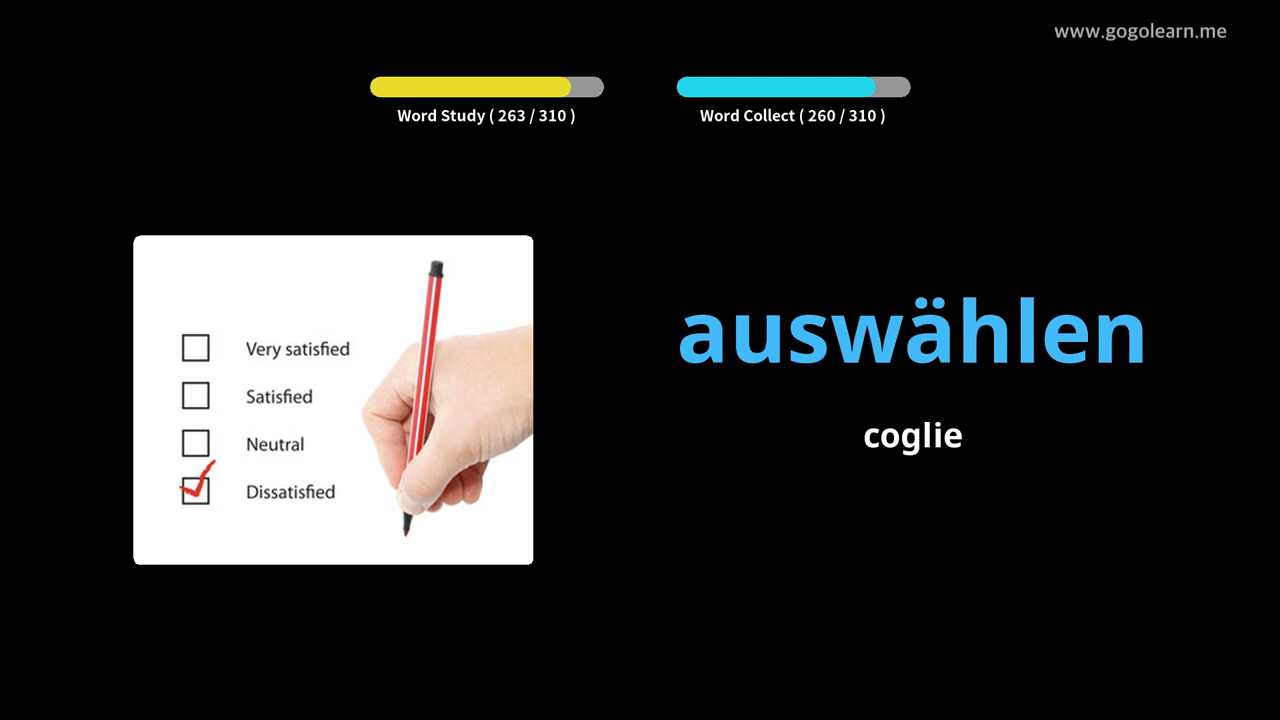 www.gogolearn.me
Word Study ( 263 / 310 )
Word Collect ( 260 / 310 )
Very satisfied
Satisfied
Neutral
Dissatisfied
auswählen
coglie